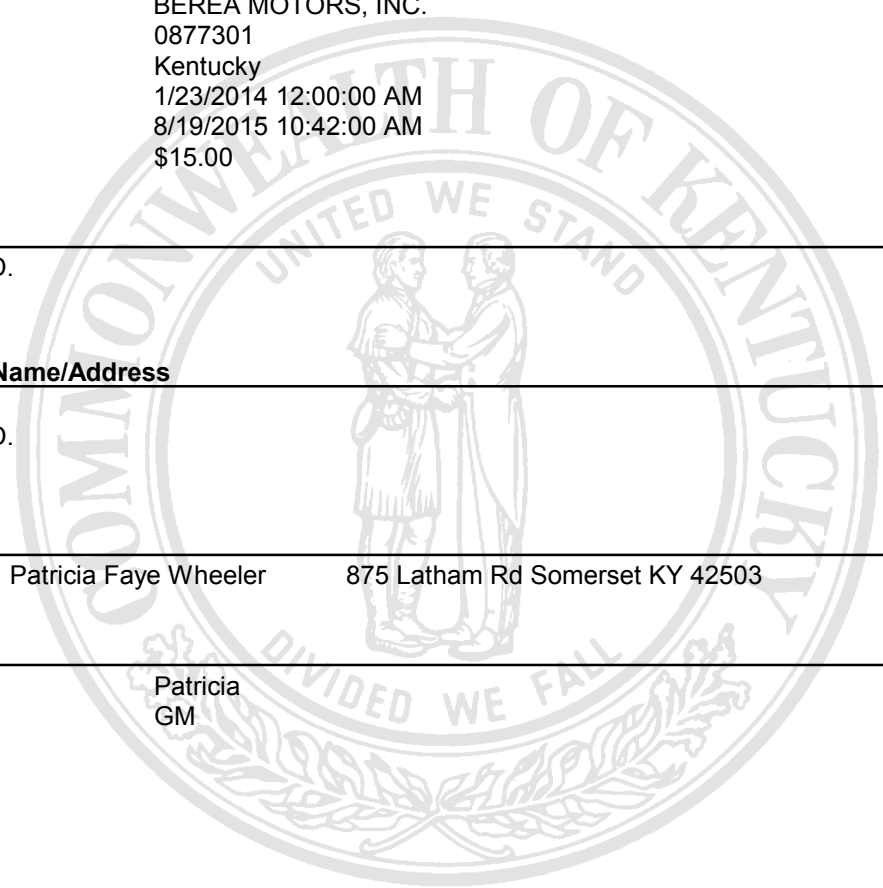 BEREA MOTORS, INC.
0877301
Kentucky
1/23/2014 12:00:00 AM
8/19/2015 10:42:00 AM
$15.00
COMMONWEALTH OF KENTUCKY
UNITED WE STAND
D.
Name/Address
D.
Patricia Faye Wheeler 875 Latham Rd Somerset KY 42503
DIVIDED WE FALL
Patricia
GM